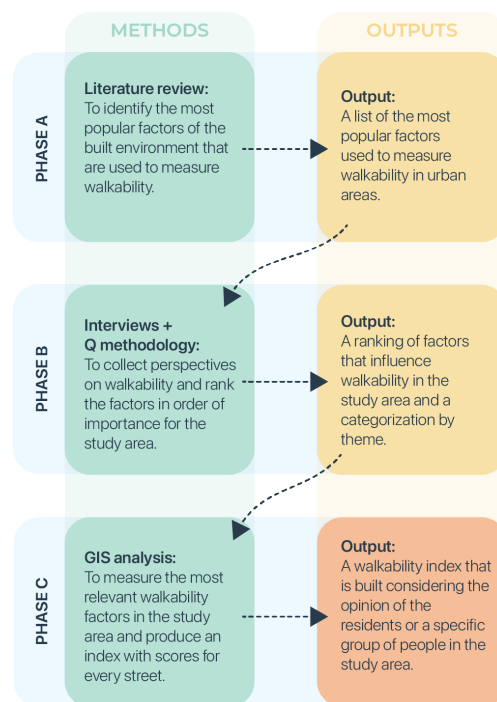 METHODS
OUTPUTS
PHASE A
Literature review:
To identify the most
popular factors of the
built environment that
are used to measure
walkability.
Output:
A list of the most
popular factors
used to measure
walkability in urban
areas.
PHASE B
Interviews +
Q methodology:
To collect perspectives
on walkability and rank
the factors in order of
importance for the
study area.
Output:
A ranking of factors
that influence
walkability in the
study area and a
categorization by
theme.
PHASE C
GIS analysis:
To measure the most
relevant walkability
factors in the study
area and produce an
index with scores for
every street.
Output:
A walkability index that
is built considering the
opinion of the
residents or a specific
group of people in the
study area.